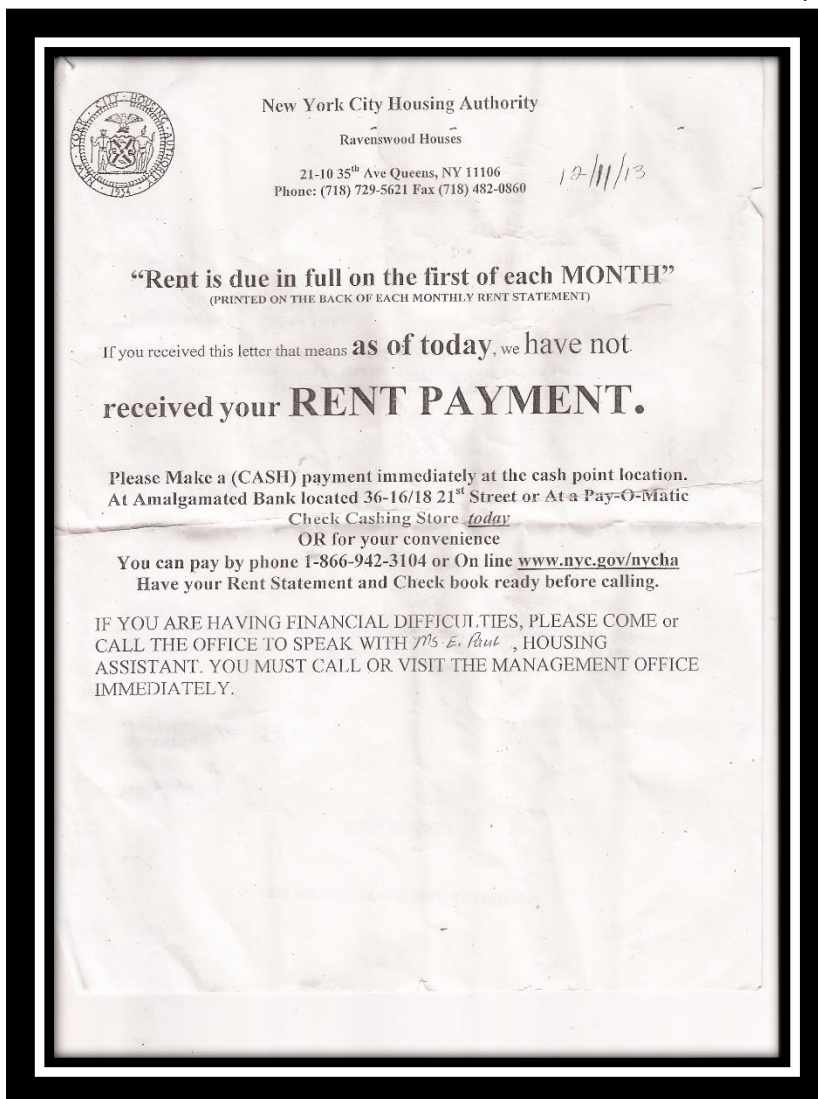 NEW · YORK · CITY · HOUSING · AUTHORITY
1934
New York City Housing Authority
Ravenswood Houses
21-10 35th Ave Queens, NY 11106
Phone: (718) 729-5621 Fax (718) 482-0860
12/11/13
“Rent is due in full on the first of each MONTH”
(PRINTED ON THE BACK OF EACH MONTHLY RENT STATEMENT)
If you received this letter that means as of today, we have not
received your RENT PAYMENT.
Please Make a (CASH) payment immediately at the cash point location.
At Amalgamated Bank located 36-16/18 21st Street or At a Pay-O-Matic
Check Cashing Store today
OR for your convenience
You can pay by phone 1-866-942-3104 or On line www.nyc.gov/nycha
Have your Rent Statement and Check book ready before calling.
IF YOU ARE HAVING FINANCIAL DIFFICULTIES, PLEASE COME or
CALL THE OFFICE TO SPEAK WITH Ms. E. Paul , HOUSING
ASSISTANT. YOU MUST CALL OR VISIT THE MANAGEMENT OFFICE
IMMEDIATELY.